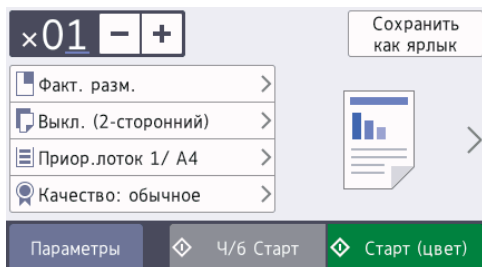 ×01 − +
Сохранить
как ярлык
Факт. разм.
Выкл. (2-сторонний)
Приор.лоток 1/ A4
Качество: обычное
Параметры
Ч/б Старт
Старт (цвет)